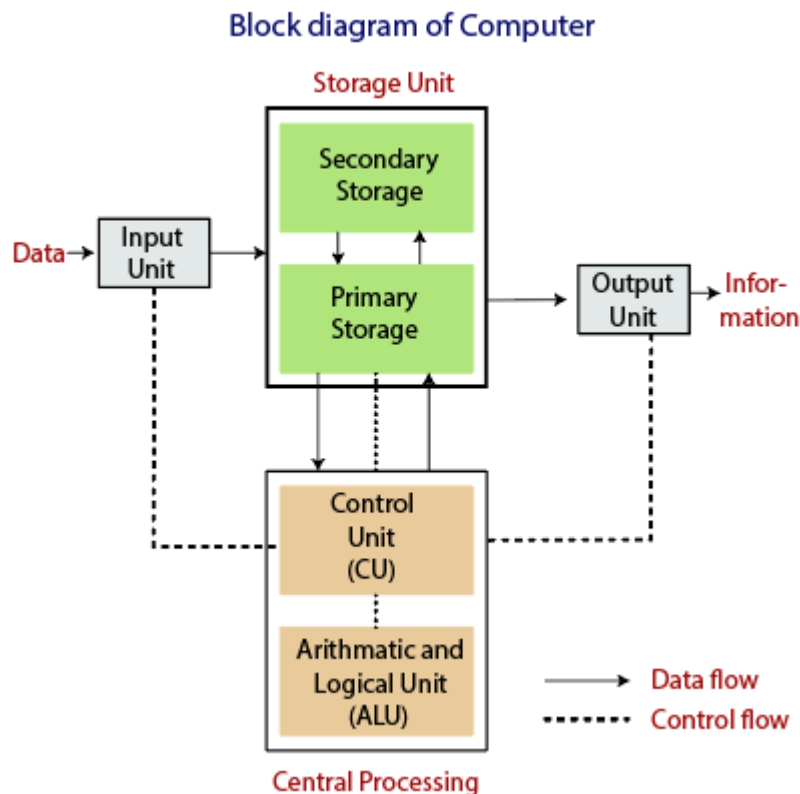 Block diagram of Computer
Storage Unit
Secondary
Storage
Data
Input
Unit
Primary
Storage
Output
Unit
Infor-
mation
Control
Unit
(CU)
Arithmatic and
Logical Unit
(ALU)
Data flow
Control flow
Central Processing